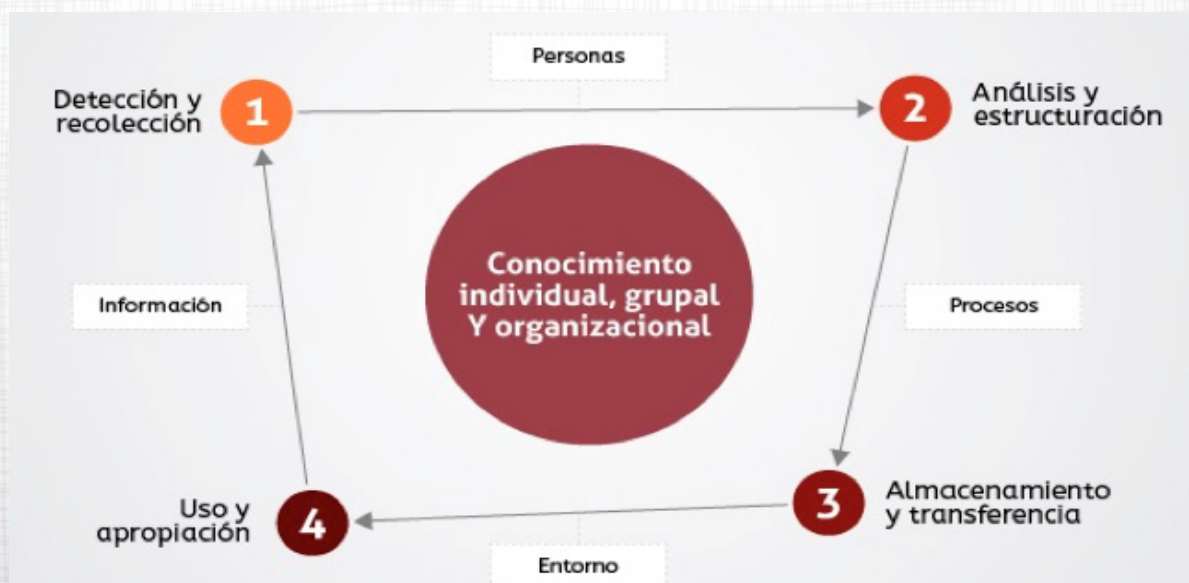 Personas
Detección y
recolección
1
2
Análisis y
estructuración
Conocimiento
individual, grupal
Y organizacional
Información
Procesos
Uso y
apropiación
4
3
Almacenamiento
y transferencia
Entorno